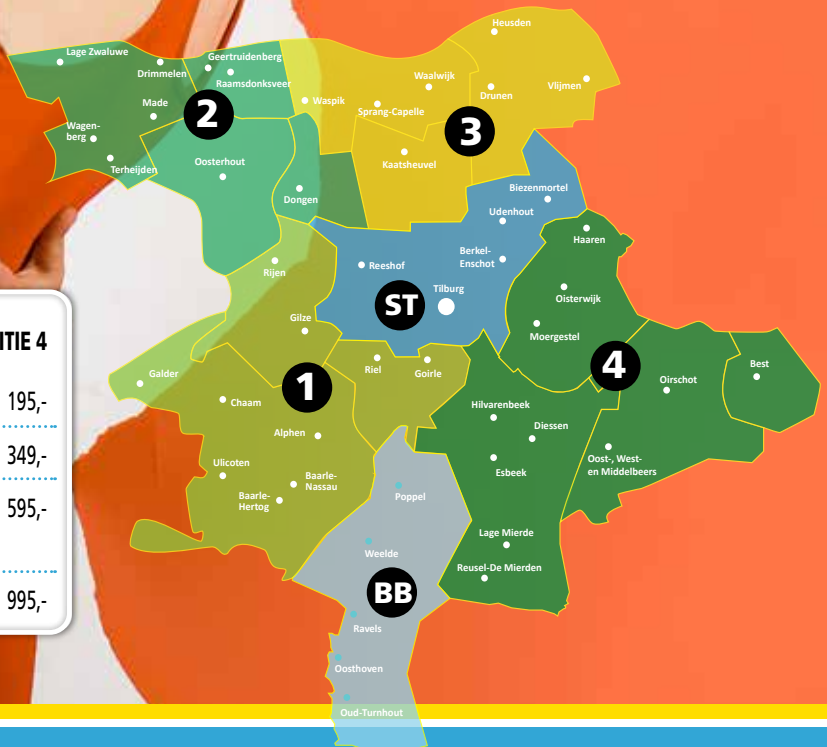 Heusden
Lage Zwaluwe
Geertruidenberg
Drimmelen
Raamsdonksveer
Waalwijk
Vlijmen
Drunen
Made
Waspik
Sprang-Capelle
2
3
Wagen-
berg
Terheijden
Oosterhout
Kaatsheuvel
Dongen
Biezenmortel
Udenhout
Haaren
Berkel-
Enschot
Rijen
Reeshof
Tilburg
Oisterwijk
ST
Gilze
Moergestel
ITIE 4
195,-
349,-
595,-
995,-
Galder
Riel
Goirle
4
Best
Oirschot
1
Chaam
Hilvarenbeek
Diessen
Alphen
Oost-, West-
en Middelbeers
Ulicoten
Esbeek
Baarle-
Nassau
Baarle-
Hertog
Poppel
Lage Mierde
Weelde
Reusel-De Mierden
BB
Ravels
Oosthoven
Oud-Turnhout